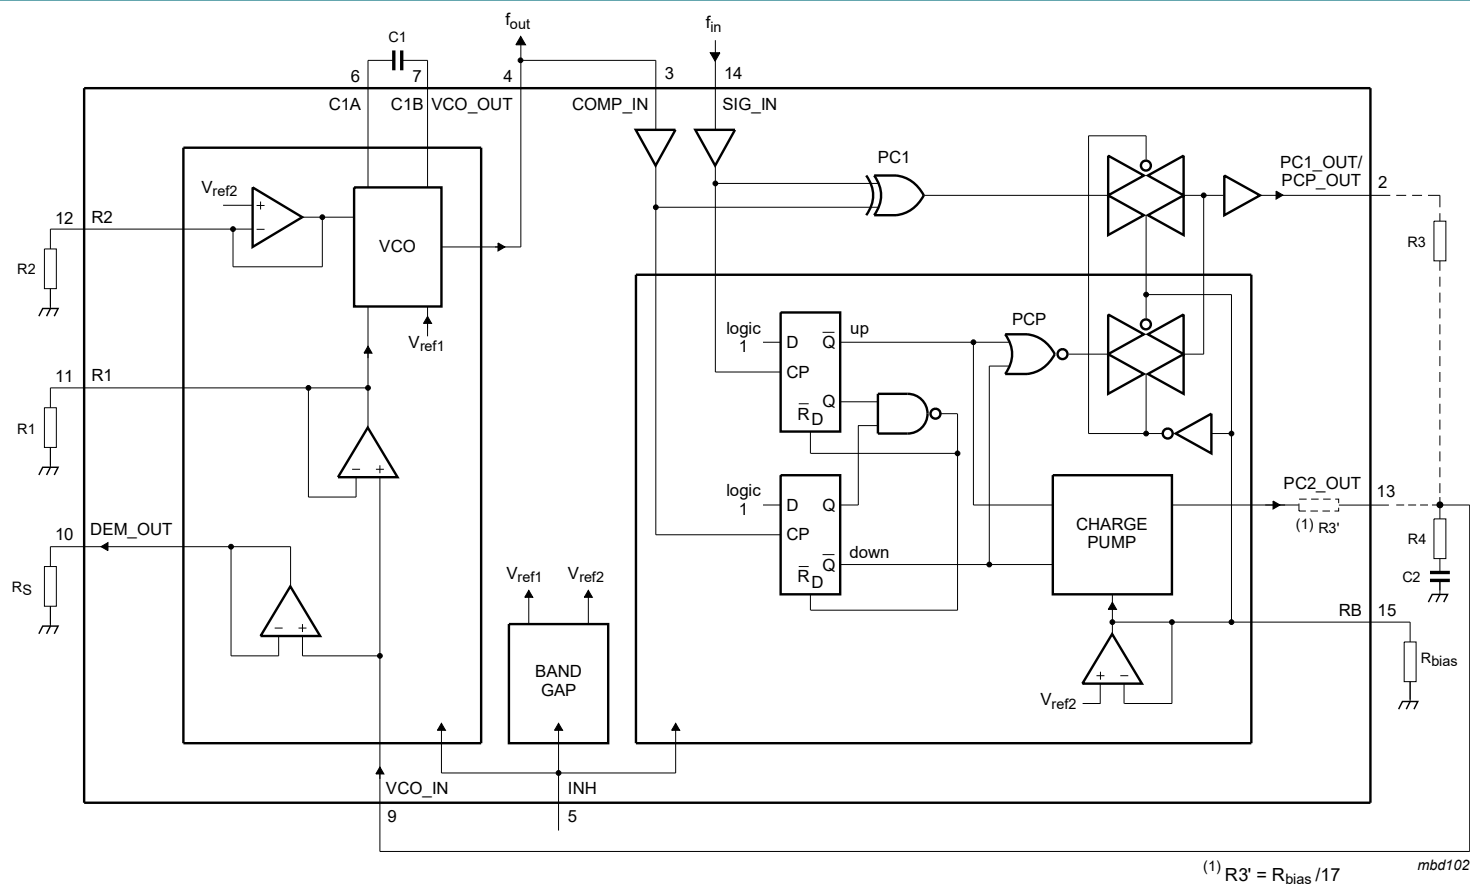 fout
fin
C1
6
7
4
3
14
C1A
C1B
VCO_OUT
COMP_IN
SIG_IN
PC1
PC1_OUT/
PCP_OUT
2
Vref2
+
−
12
R2
R2
VCO
R3
Vref1
logic
1
D
Q̅
up
CP
Q
R̅D
PCP
11
R1
R1
−
+
logic
1
D
Q
CP
Q̅
down
R̅D
CHARGE
PUMP
PC2_OUT
13
(1) R3'
R4
C2
10
DEM_OUT
RS
−
+
Vref1
Vref2
BAND
GAP
RB
15
Rbias
+
−
Vref2
VCO_IN
INH
9
5
(1) R3' = Rbias /17
mbd102